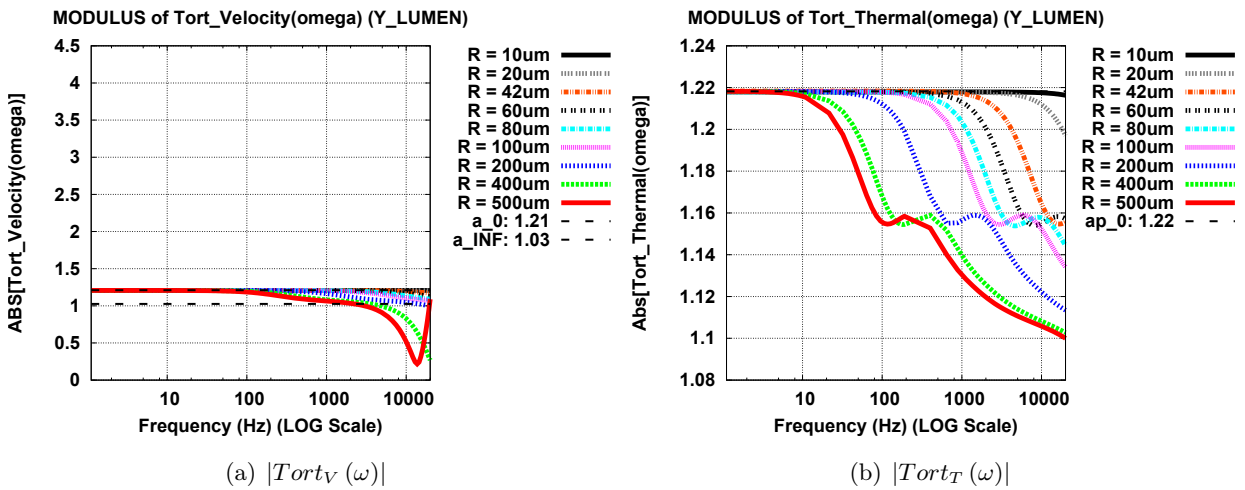 MODULUS of Tort_Velocity(omega) (Y_LUMEN)
ABS[Tort_Velocity(omega)]
4.5
4
3.5
3
2.5
2
1.5
1
0.5
0
10
100
1000
10000
Frequency (Hz) (LOG Scale)
R = 10um
R = 20um
R = 42um
R = 60um
R = 80um
R = 100um
R = 200um
R = 400um
R = 500um
a_0: 1.21
a_INF: 1.03
(a) |Tort_V (ω)|
MODULUS of Tort_Thermal(omega) (Y_LUMEN)
Abs[Tort_Thermal(omega)]
1.24
1.22
1.2
1.18
1.16
1.14
1.12
1.1
1.08
10
100
1000
10000
Frequency (Hz) (LOG Scale)
R = 10um
R = 20um
R = 42um
R = 60um
R = 80um
R = 100um
R = 200um
R = 400um
R = 500um
ap_0: 1.22
(b) |Tort_T (ω)|